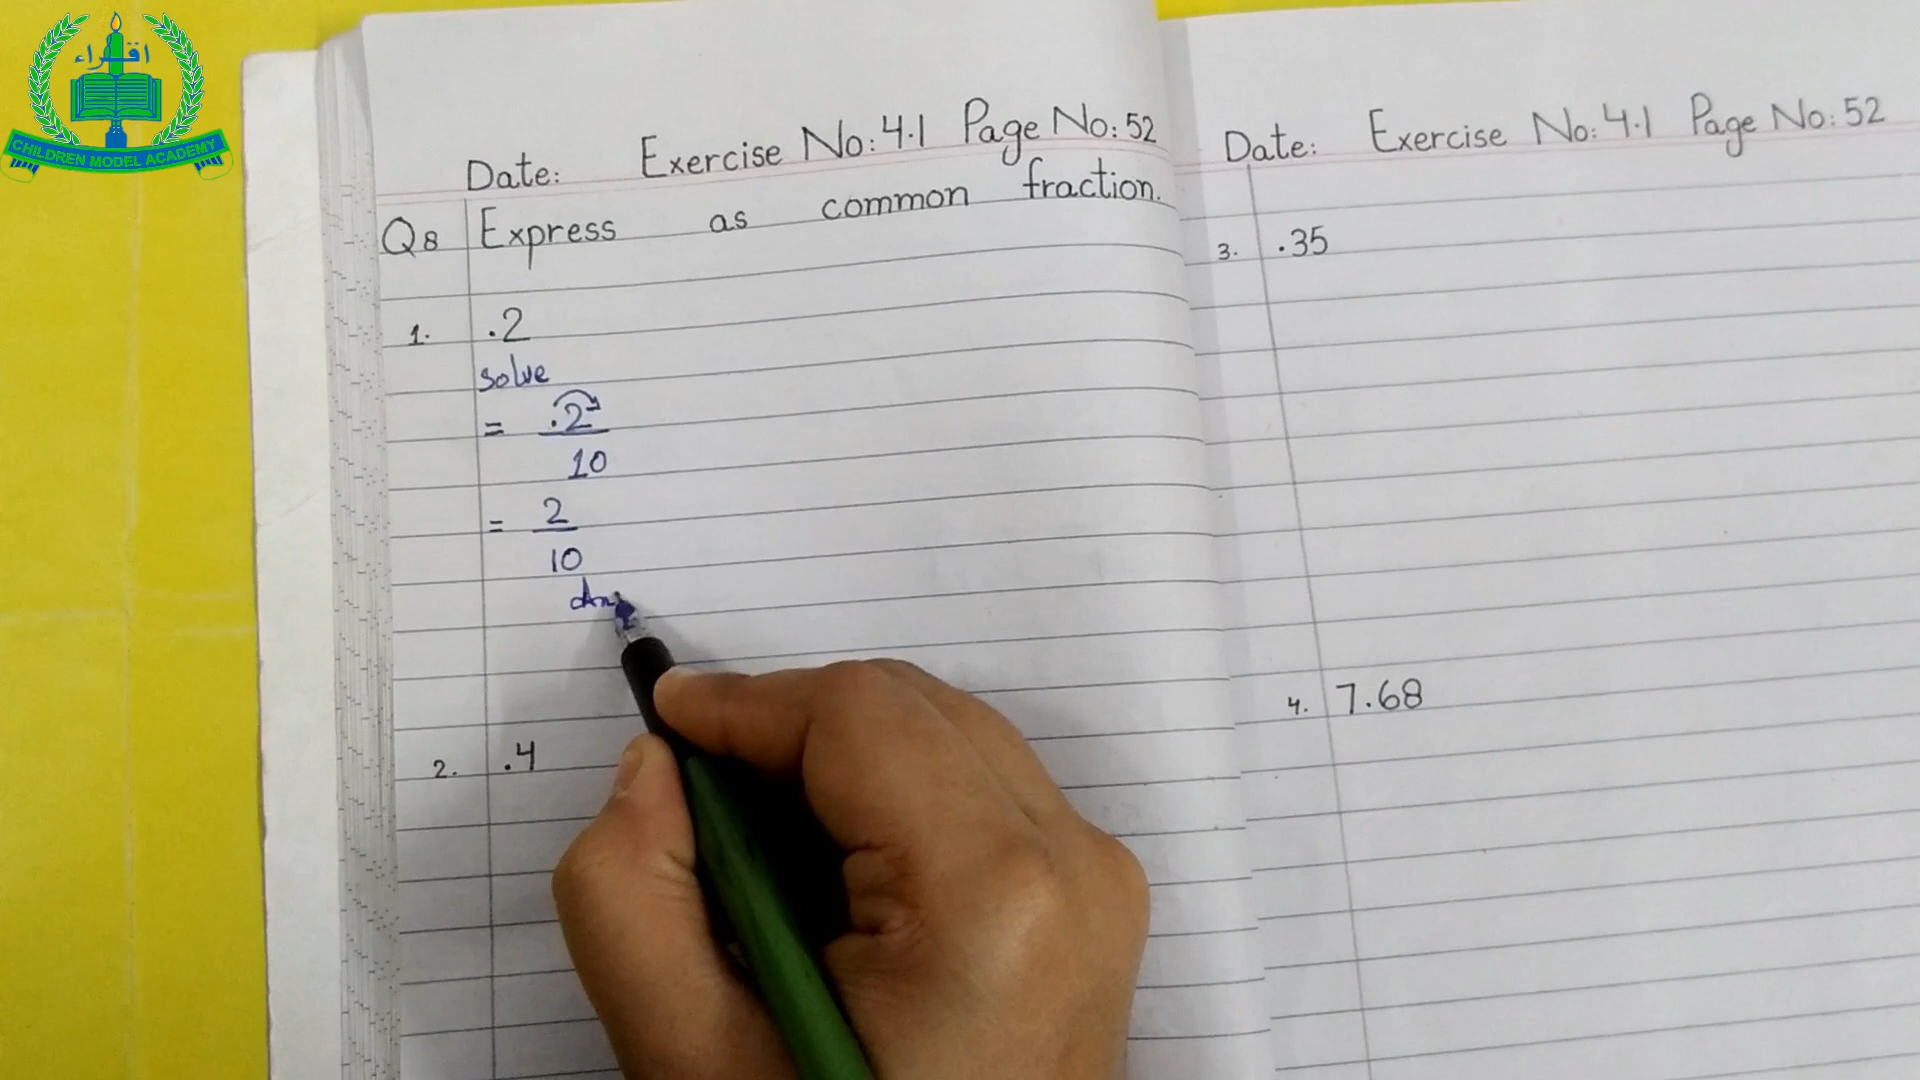 اقراء
CHILDREN MODEL ACADEMY
Date: Exercise No: 4.1 Page No: 52
Q8 Express as common fraction.
1. .2
solve
= .2
10
= 2
10
2. .4
Date: Exercise No: 4.1 Page No: 52
3. .35
4. 7.68